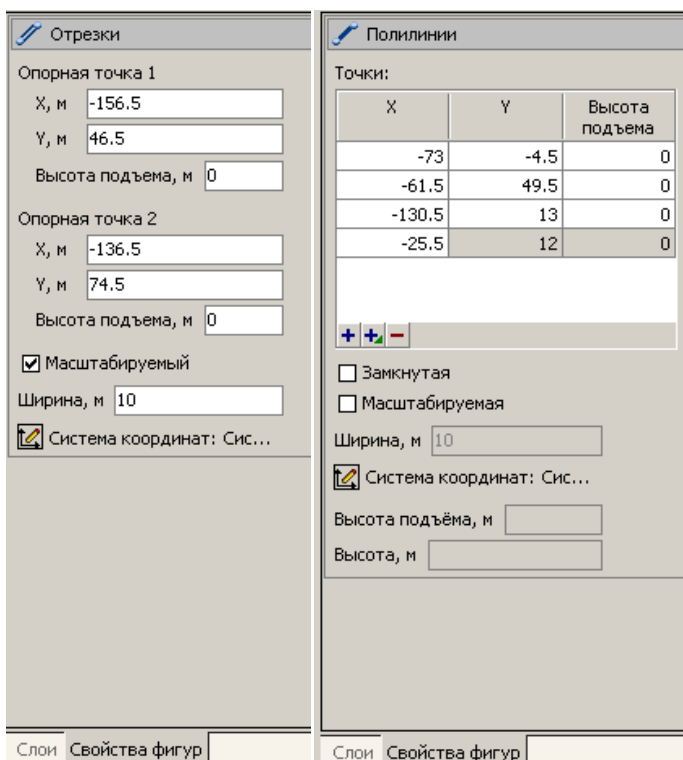 Отрезки
Опорная точка 1
X, м -156.5
Y, м 46.5
Высота подъема, м 0
Опорная точка 2
X, м -136.5
Y, м 74.5
Высота подъема, м 0
Масштабируемый
Ширина, м 10
Система координат: Сис...
Слои Свойства фигур
Полилинии
Точки:
X Y Высота
подъема
-73 -4.5 0
-61.5 49.5 0
-130.5 13 0
-25.5 12 0
Замкнутая
Масштабируемая
Ширина, м 10
Система координат: Сис...
Высота подъёма, м
Высота, м
Слои Свойства фигур